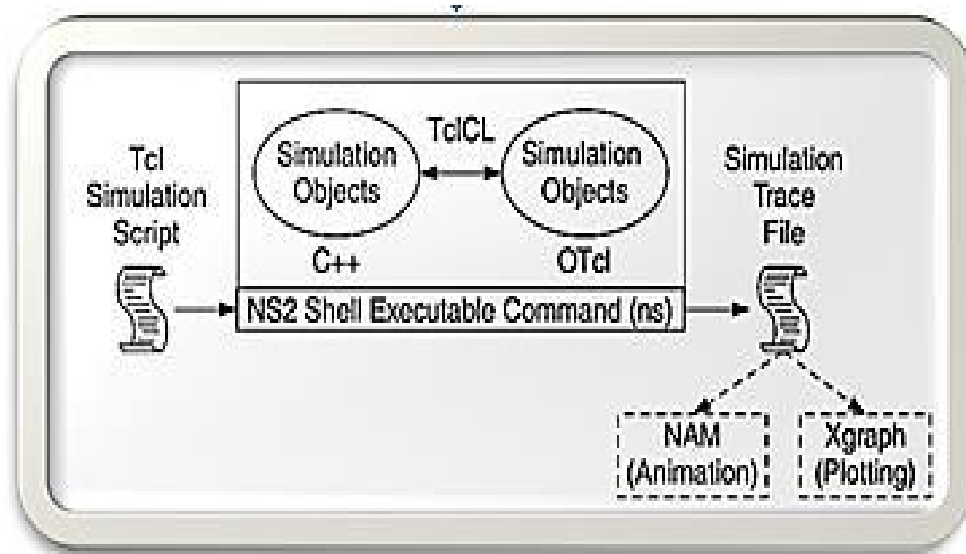 Tcl
Simulation
Script
Simulation
Objects
C++
TclCL
Simulation
Objects
OTcl
NS2 Shell Executable Command (ns)
Simulation
Trace
File
NAM
(Animation)
Xgraph
(Plotting)